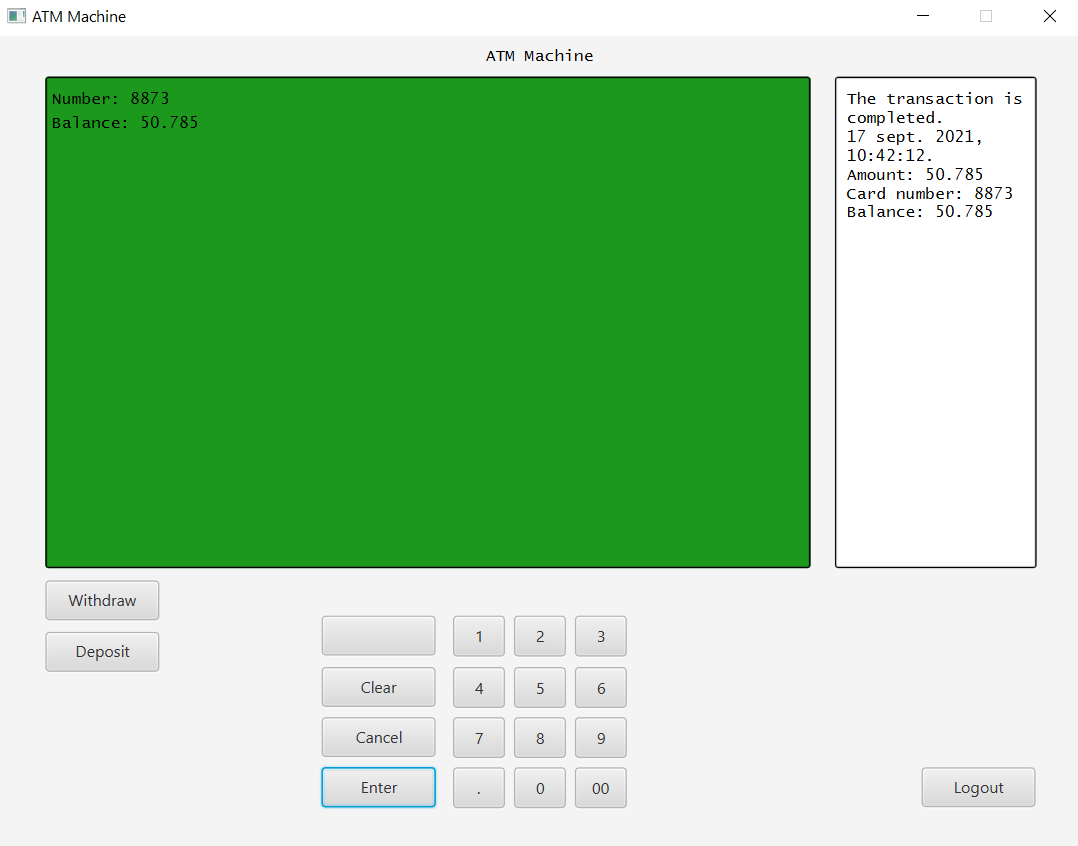 ATM Machine
ATM Machine
Number: 8873
Balance: 50.785
The transaction is
completed.
17 sept. 2021,
10:42:12.
Amount: 50.785
Card number: 8873
Balance: 50.785
Withdraw
Deposit
1 2 3
Clear 4 5 6
Cancel 7 8 9
Enter . 0 00
Logout